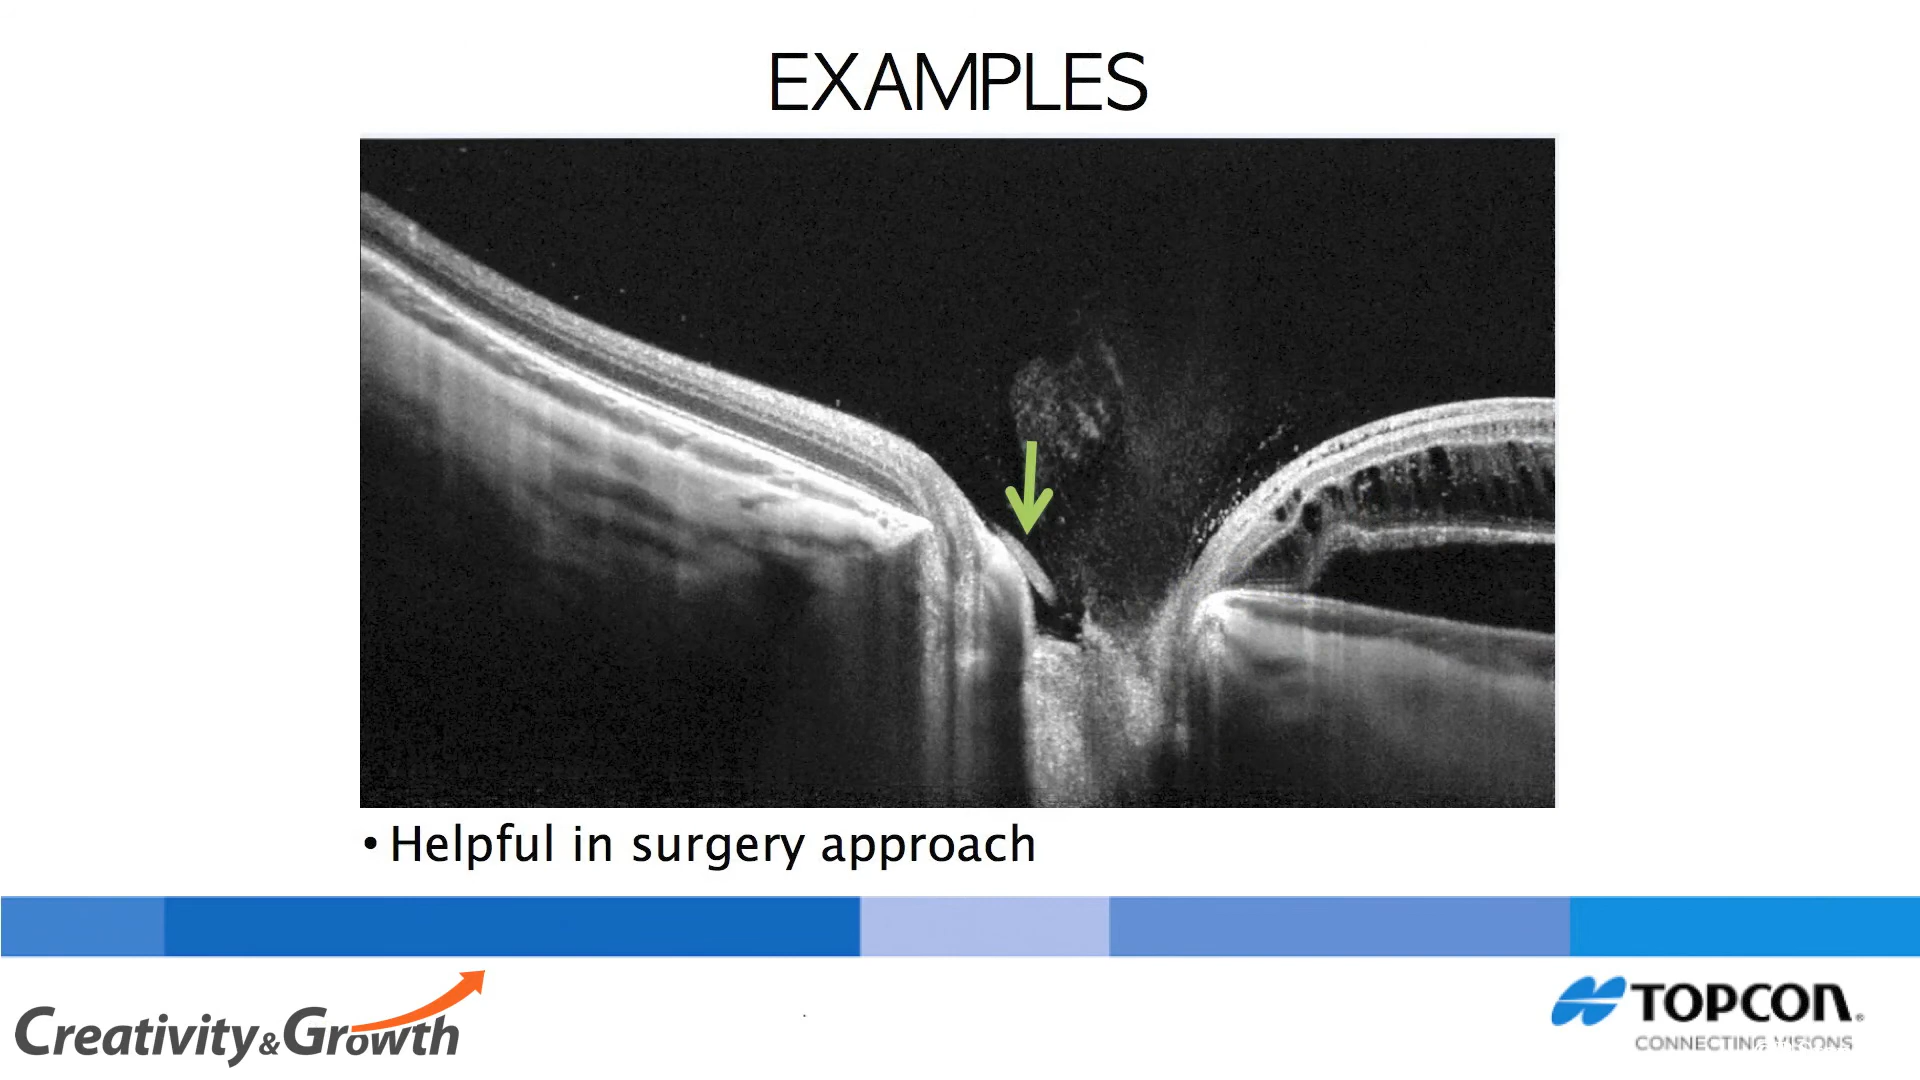 EXAMPLES
• Helpful in surgery approach
Creativity & Growth
TOPCON®
CONNECTING VISIONS